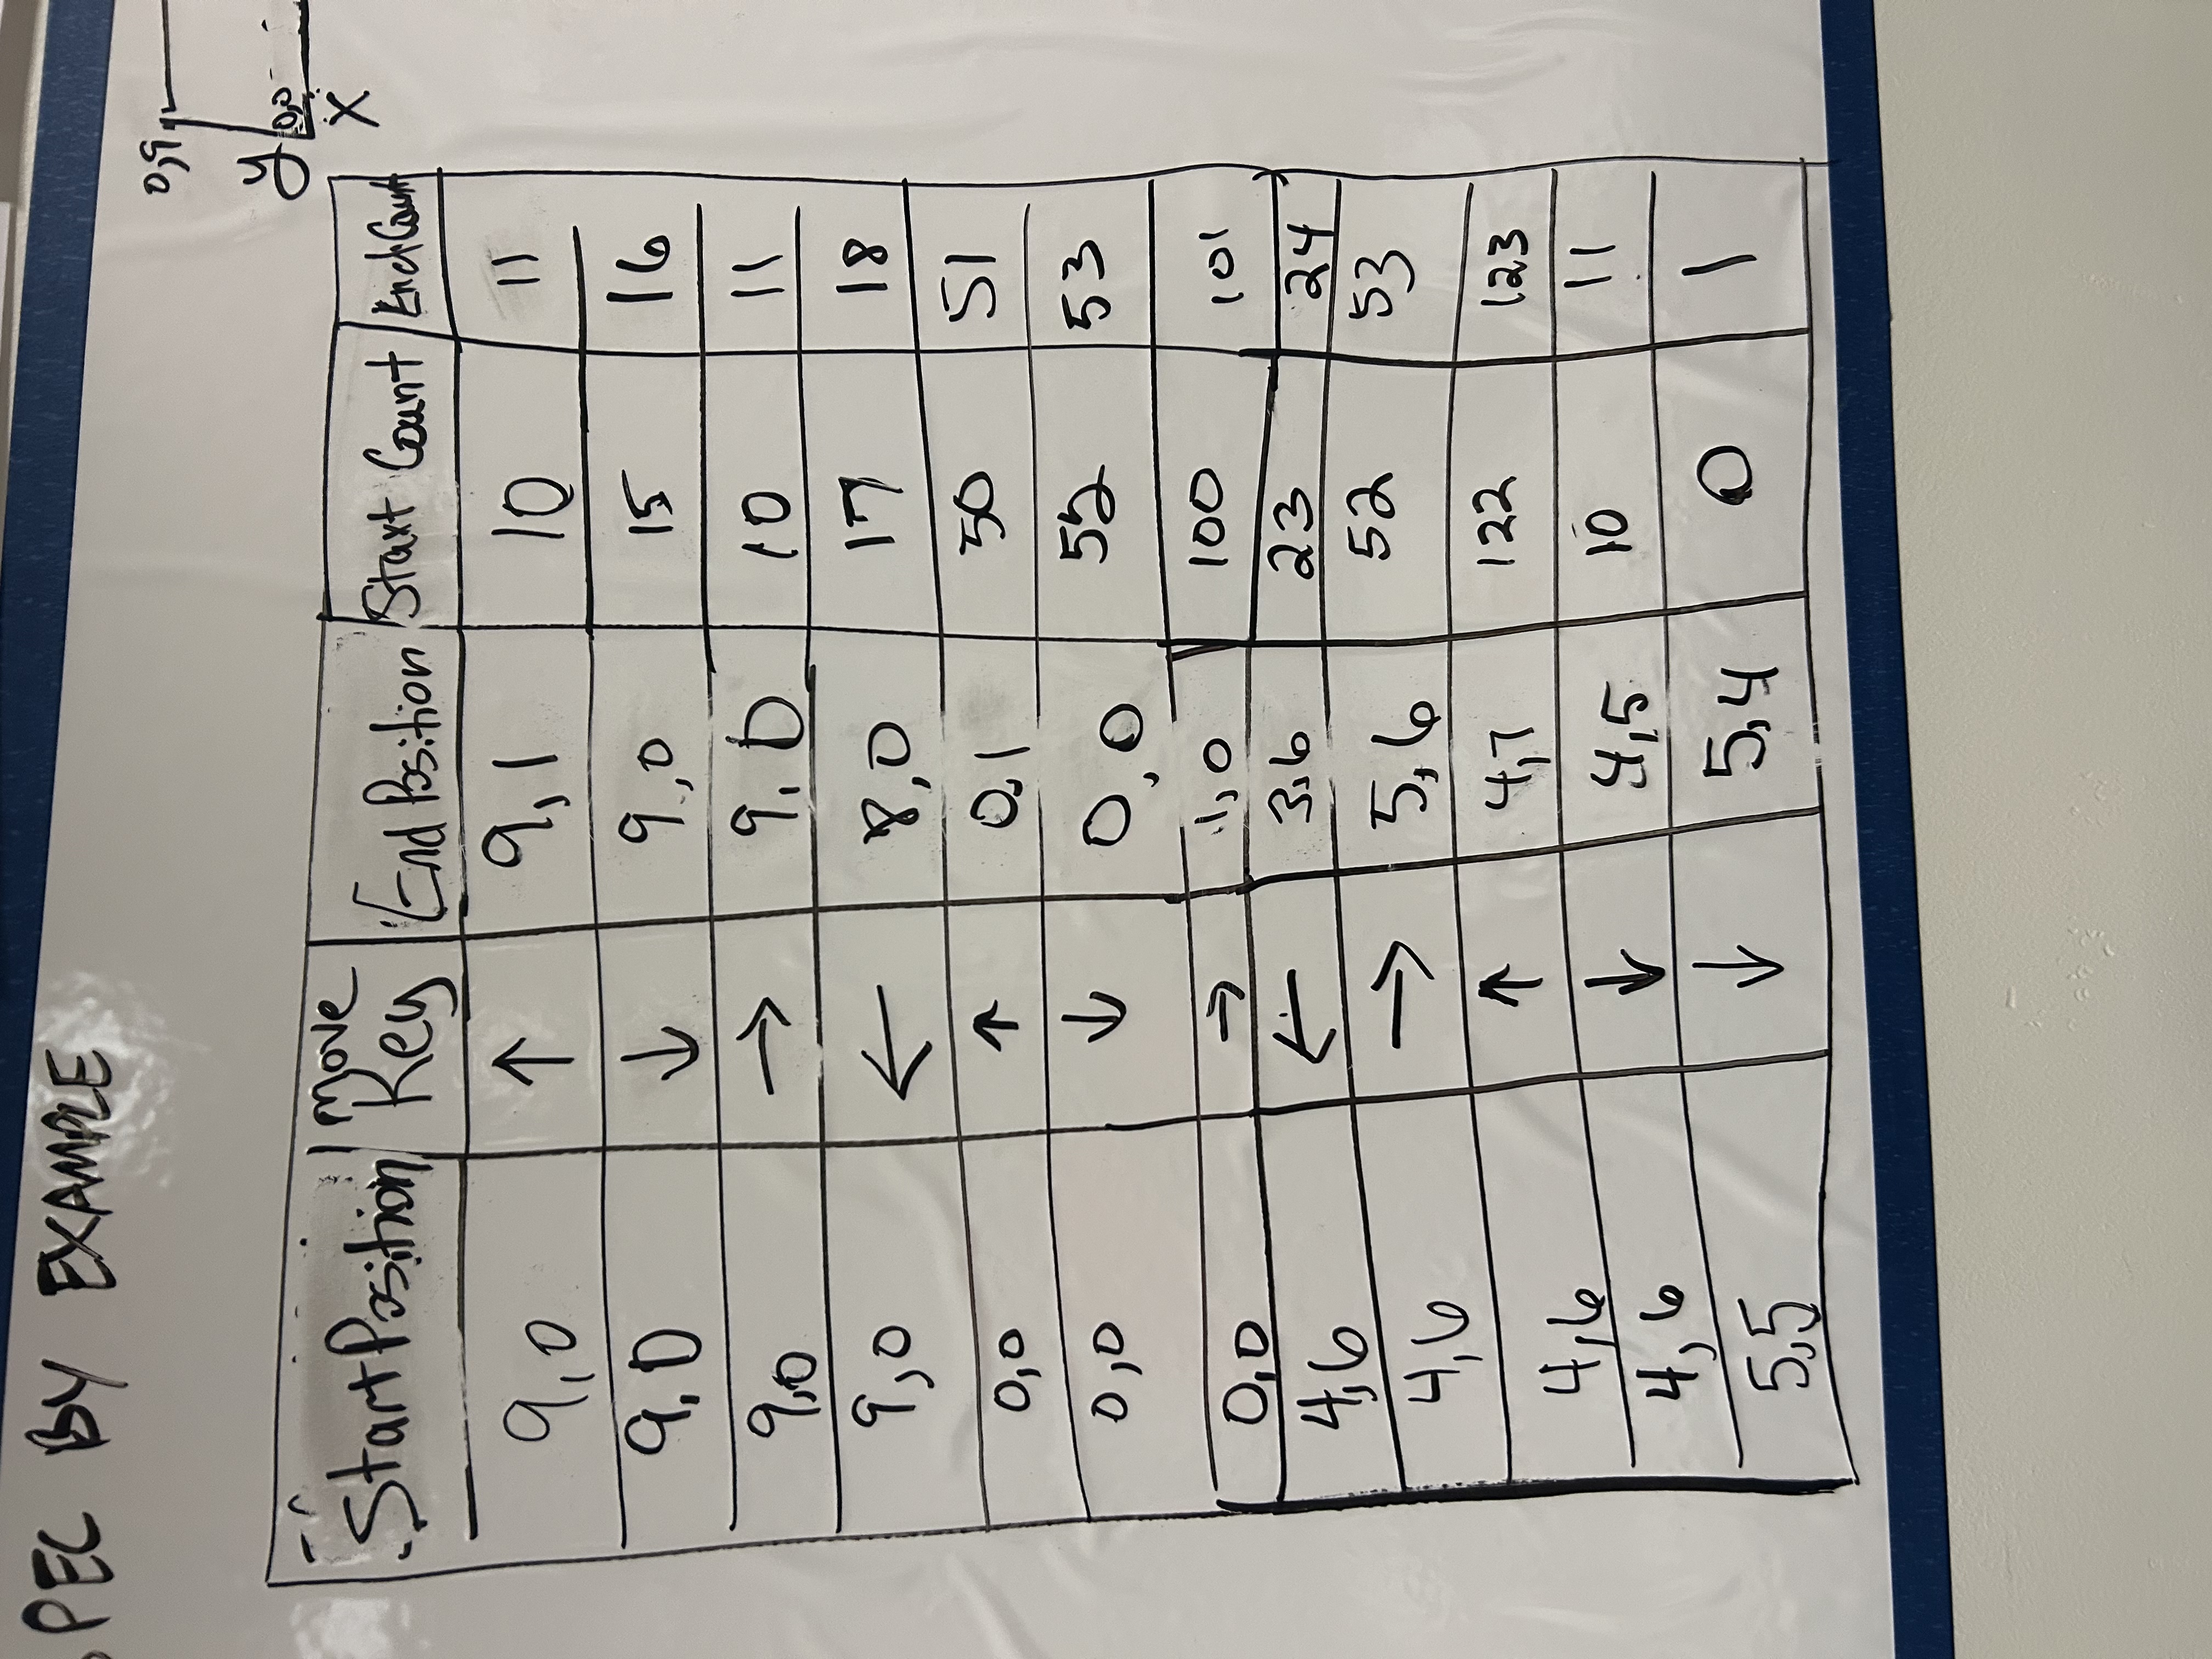 SPEC BY EXAMPLE
0,9
y 0,0
X
Start Position Move Key End Position Start Count End Count
9,0 ↑ 9,1 10 11
9,0 ↓ 9,0 15 16
9,0 → 9,0 10 11
9,0 ← 8,0 17 18
0,0 ↑ 0,1 50 51
0,0 ↓ 0,0 52 53
0,0 → 1,0 100 101
4,6 ← 3,6 23 24
4,6 → 5,6 52 53
4,6 ↑ 4,7 122 123
4,6 ↓ 4,5 10 11
5,5 ↓ 5,4 0 1